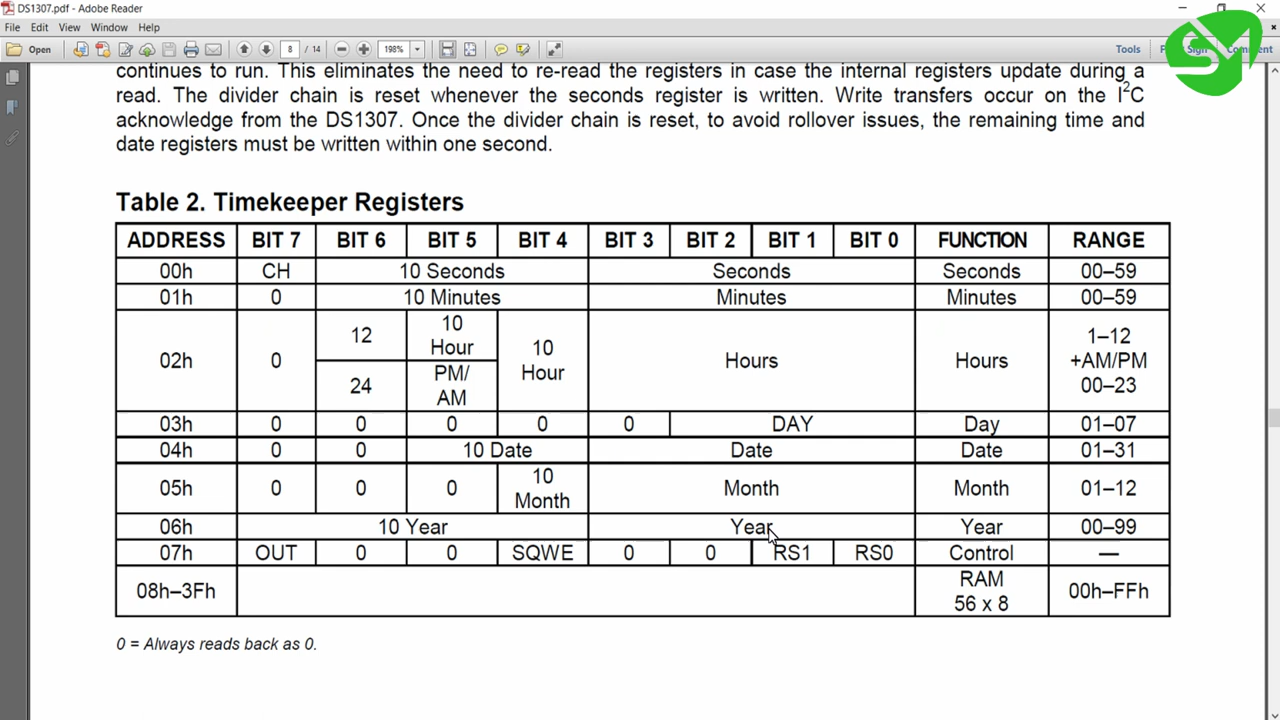 DS1307.pdf - Adobe Reader
File Edit View Window Help
Open 8 / 14 198% Tools Comment
continues to run. This eliminates the need to re-read the registers in case the internal registers update during a
read. The divider chain is reset whenever the seconds register is written. Write transfers occur on the I2C
acknowledge from the DS1307. Once the divider chain is reset, to avoid rollover issues, the remaining time and
date registers must be written within one second.
Table 2. Timekeeper Registers
ADDRESS BIT 7 BIT 6 BIT 5 BIT 4 BIT 3 BIT 2 BIT 1 BIT 0 FUNCTION RANGE
00h CH 10 Seconds Seconds Seconds 00–59
01h 0 10 Minutes Minutes Minutes 00–59
02h 0 12 10 Hour 10 Hour Hours Hours 1–12 +AM/PM 00–23
24 PM/AM
03h 0 0 0 0 0 DAY Day 01–07
04h 0 0 10 Date Date Date 01–31
05h 0 0 0 10 Month Month Month 01–12
06h 10 Year Year Year 00–99
07h OUT 0 0 SQWE 0 0 RS1 RS0 Control —
08h–3Fh RAM 56 x 8 00h–FFh
0 = Always reads back as 0.